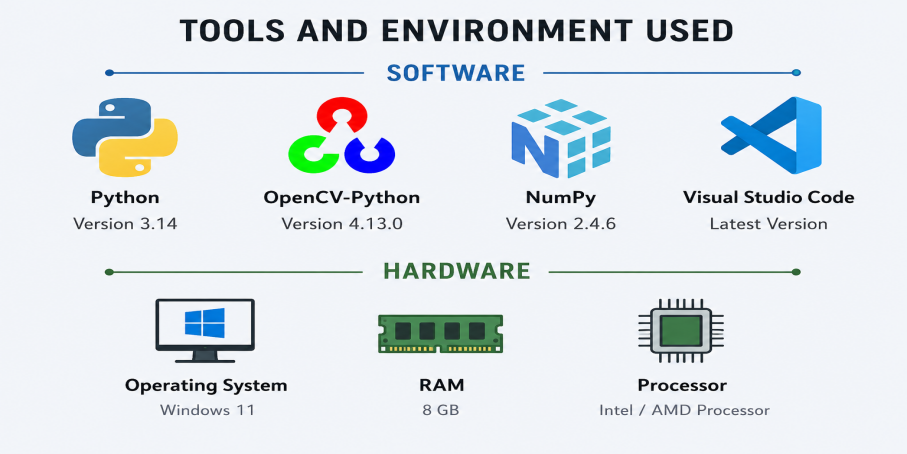 TOOLS AND ENVIRONMENT USED
SOFTWARE
Python
Version 3.14
OpenCV-Python
Version 4.13.0
N
NumPy
Version 2.4.6
Visual Studio Code
Latest Version
HARDWARE
Operating System
Windows 11
RAM
8 GB
Processor
Intel / AMD Processor